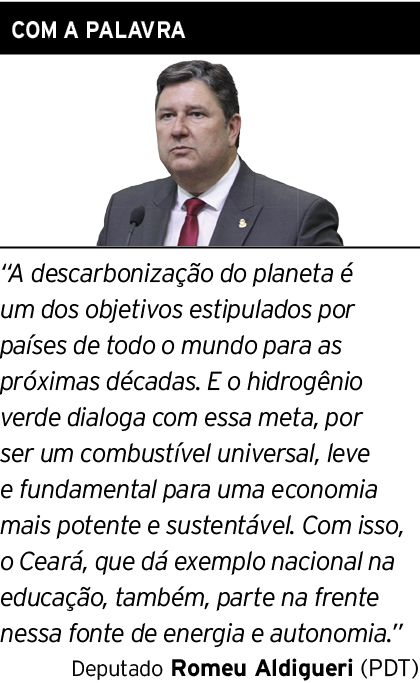 COM A PALAVRA
“A descarbonização do planeta é
um dos objetivos estipulados por
países de todo o mundo para as
próximas décadas. E o hidrogênio
verde dialoga com essa meta, por
ser um combustível universal, leve
e fundamental para uma economia
mais potente e sustentável. Com isso,
o Ceará, que dá exemplo nacional na
educação, também, parte na frente
nessa fonte de energia e autonomia.”
Deputado Romeu Aldigueri (PDT)